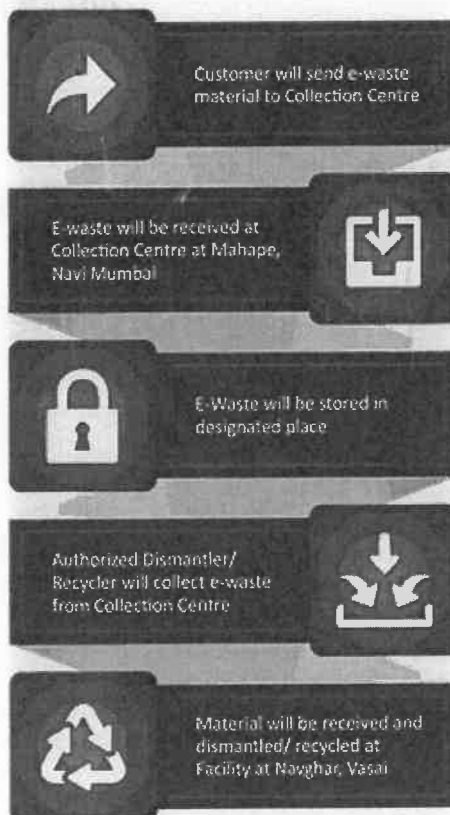 Customer will send e-waste
material to Collection Centre
E-waste will be received at
Collection Centre at Mahape,
Navi Mumbai
E-Waste will be stored in
designated place
Authorized Dismantler/
Recycler will collect e-waste
from Collection Centre
Material will be received and
dismantled/ recycled at
Facility at Navghar, Vasai